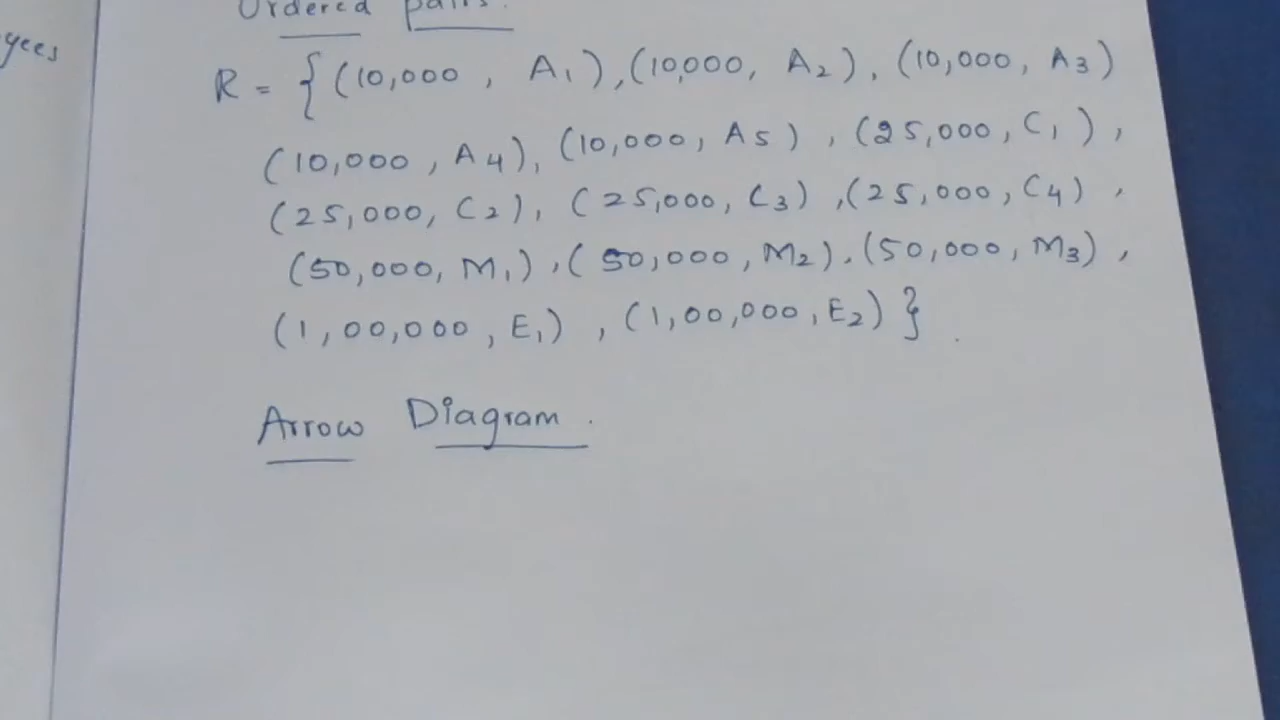 Ordered pairs.
yees
R = { (10,000 , A1) , (10,000, A2) , (10,000, A3)
(10,000 , A4) , (10,000, A5) , (25,000, C1) ,
(25,000, C2) , (25,000, C3) , (25,000, C4) ,
(50,000, M1) , (50,000, M2) , (50,000, M3) ,
(1,00,000 , E1) , (1,00,000, E2) } .
Arrow Diagram .